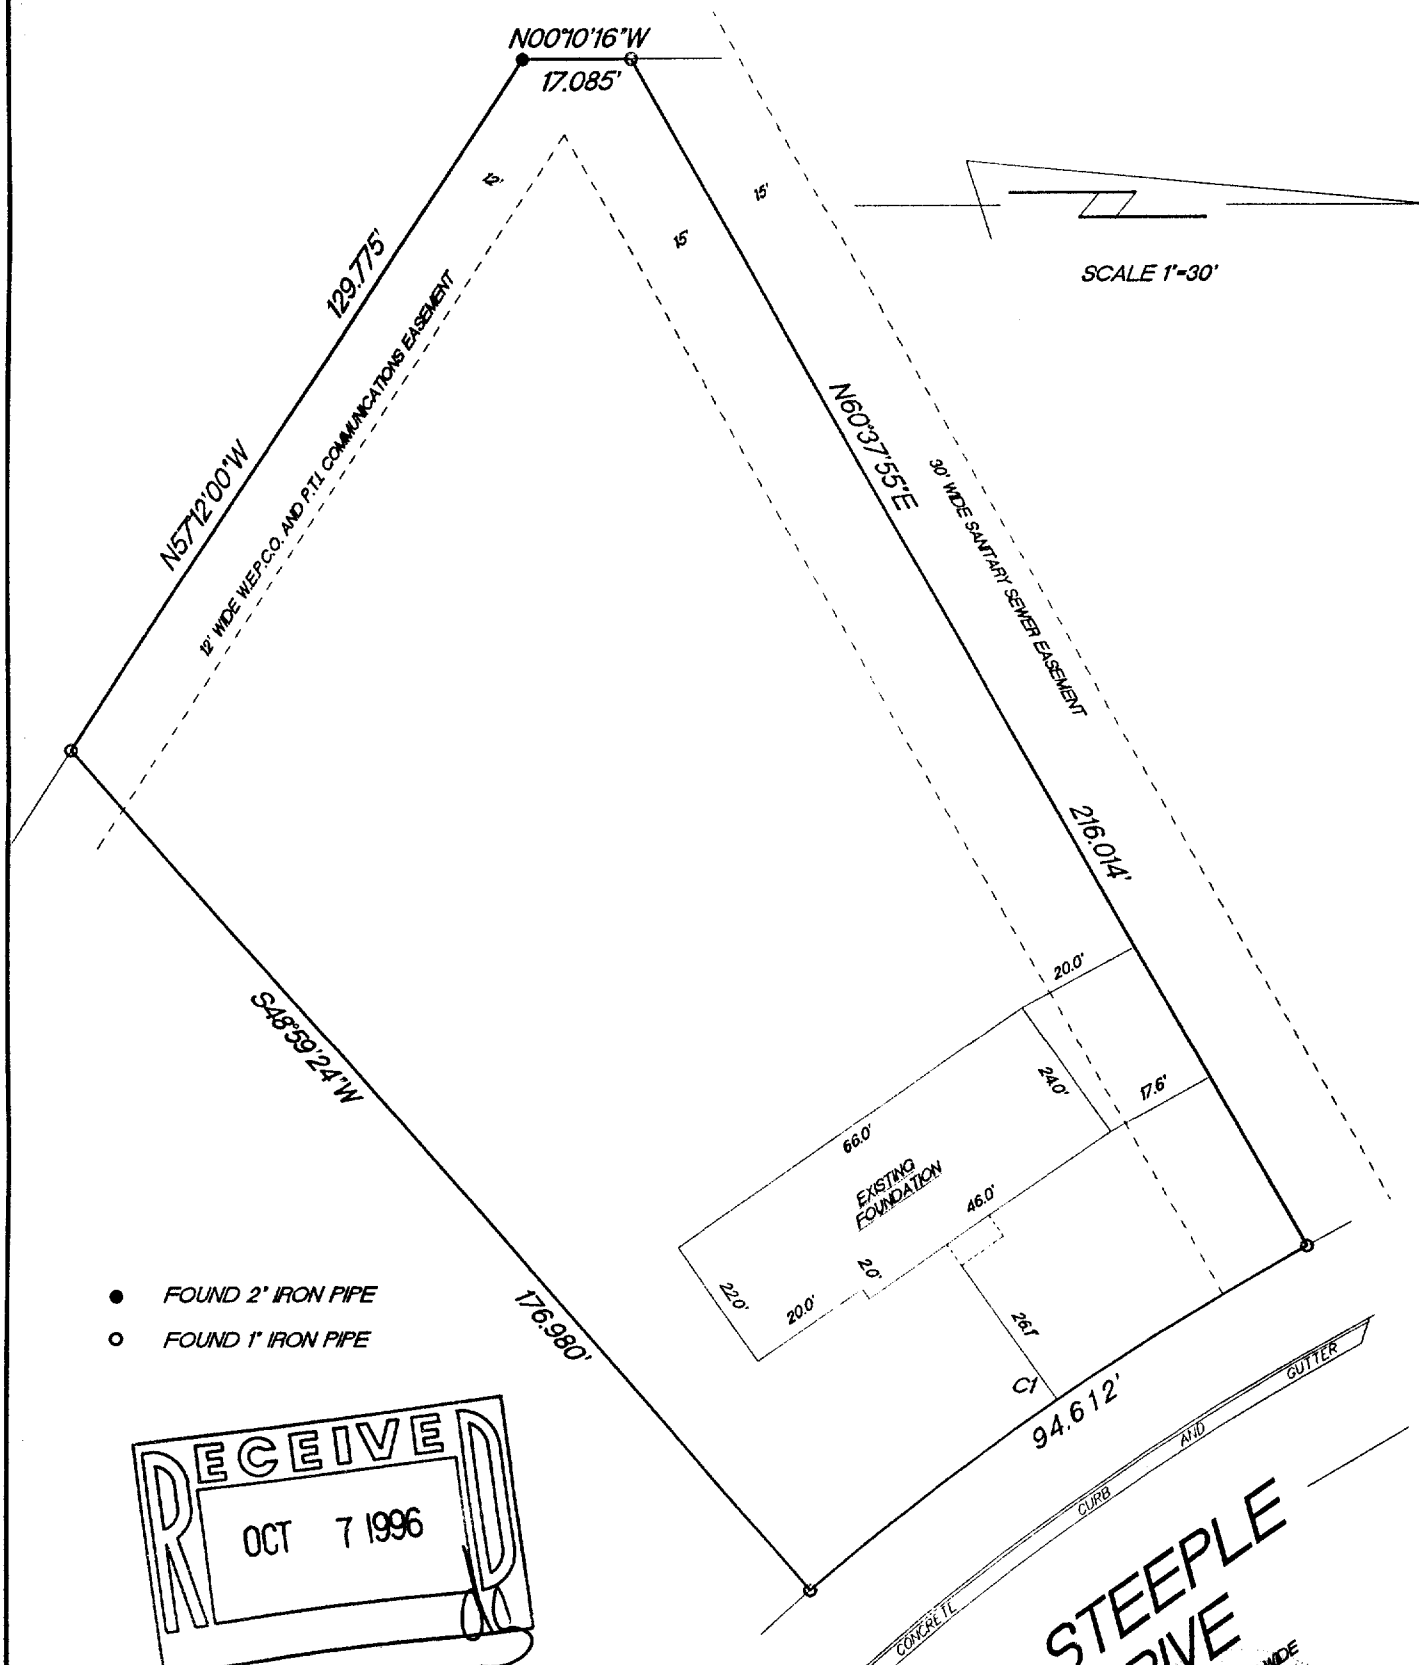 N00°10'16"W
17.085'
12'
15'
15'
SCALE 1"=30'
129.775'
N57°12'00"W
12' WIDE W.E.P.C.O. AND P.T.I. COMMUNICATIONS EASEMENT
N60°37'55"E
30' WIDE SANITARY SEWER EASEMENT
216.014'
20.0'
24.0'
17.6'
66.0'
EXISTING
FOUNDATION
46.0'
2.0'
22.0'
20.0'
26.1'
C1
94.612'
S48°59'24"W
176.980'
FOUND 2" IRON PIPE
FOUND 1" IRON PIPE
RECEIVED
OCT 7 1996
CONCRETE CURB AND GUTTER
STEEPLE
DRIVE
WIDE